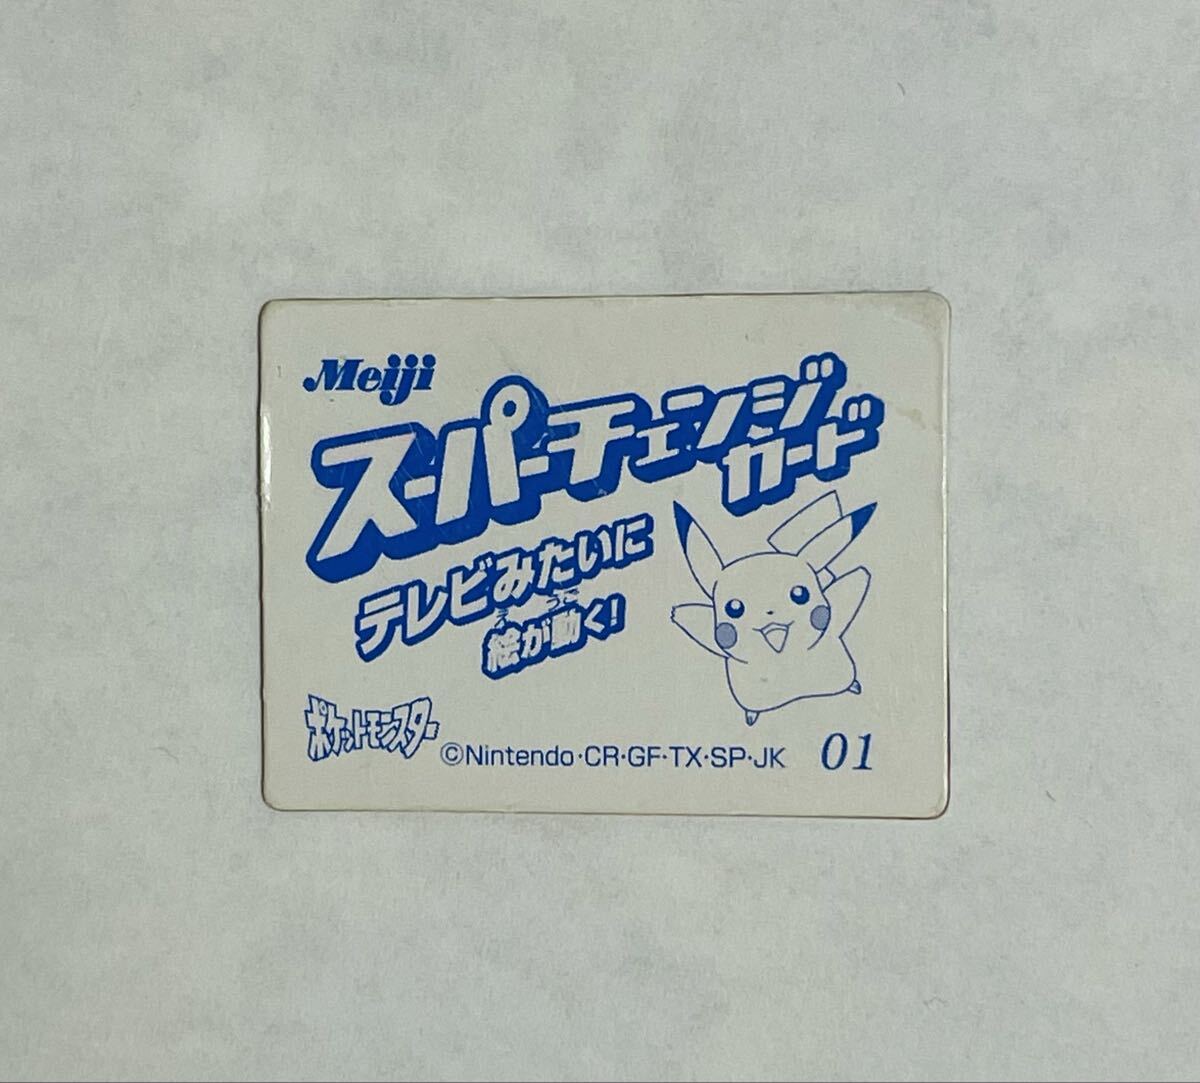 Meiji
スーパーチェンジ
カード
テレビみたいに
絵が動く!
ポケットモンスター
©Nintendo・CR・GF・TX・SP・JK 01